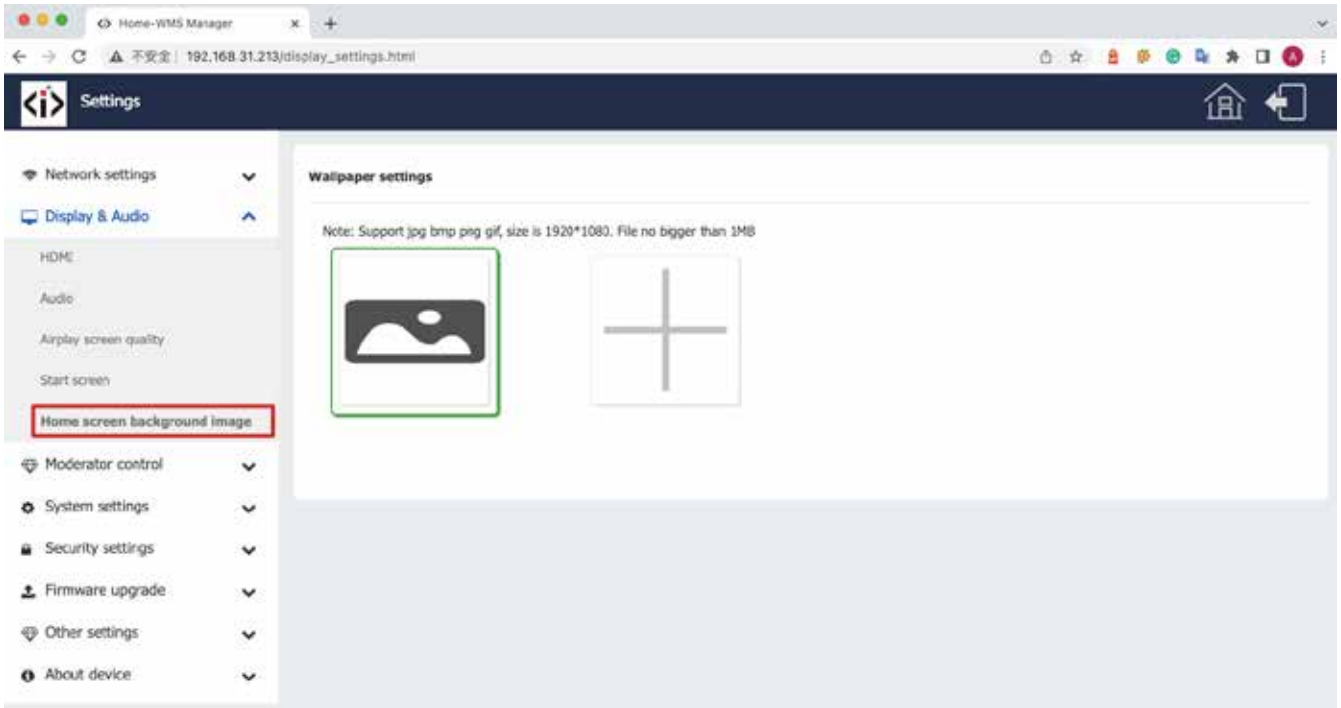 Home-WMS Manager
不安全 192.168.31.213/display_settings.html
A
Settings
Network settings
Display & Audio
HDMI
Audio
Airplay screen quality
Start screen
Home screen background image
Moderator control
System settings
Security settings
Firmware upgrade
Other settings
About device
Wallpaper settings
Note: Support jpg bmp png gif, size is 1920*1080. File no bigger than 1MB